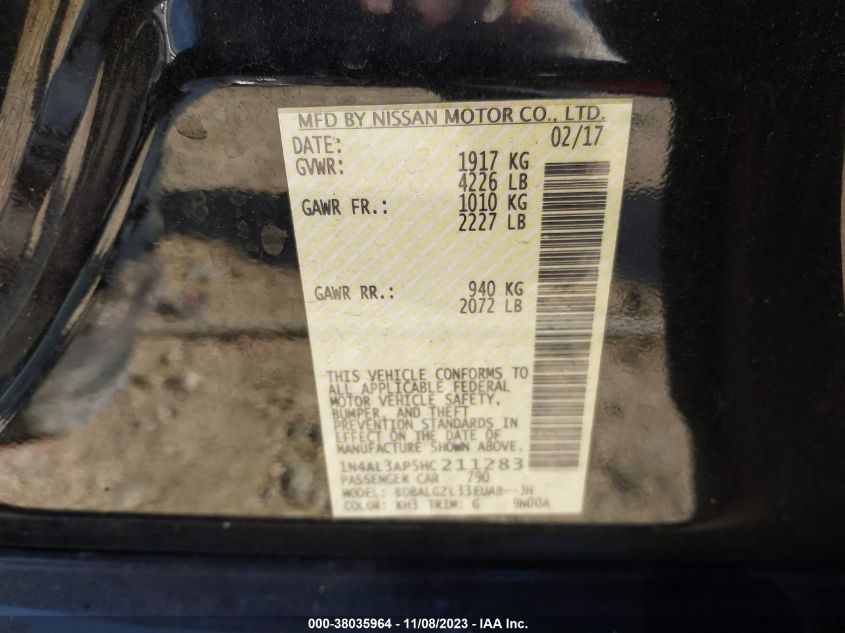 MFD BY NISSAN MOTOR CO., LTD.
DATE: 02/17
GVWR: 1917 KG
4226 LB
GAWR FR.: 1010 KG
2227 LB
GAWR RR.: 940 KG
2072 LB
THIS VEHICLE CONFORMS TO
ALL APPLICABLE FEDERAL
MOTOR VEHICLE SAFETY,
BUMPER, AND THEFT
PREVENTION STANDARDS IN
EFFECT ON THE DATE OF
MANUFACTURE SHOWN ABOVE.
1N4AL3AP5HC211283
PASSENGER CAR 790
MODEL: BDBALGZL33EUAB--JH
COLOR: KH3 TRIM: G 9N00A
000-38035964 - 11/08/2023 - IAA Inc.